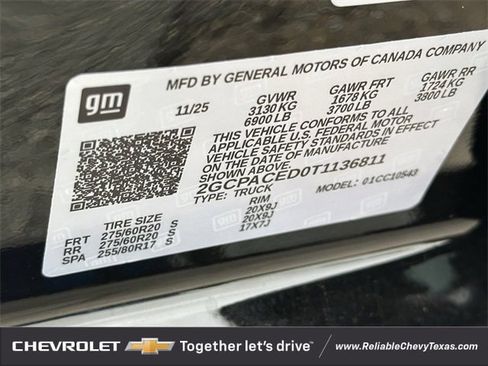 gm
MFD BY GENERAL MOTORS OF CANADA COMPANY
11/25
GVWR
3130 KG
6900 LB
GAWR FRT
1678 KG
3700 LB
GAWR RR
1724 KG
3800 LB
THIS VEHICLE CONFORMS TO ALL
APPLICABLE U.S. FEDERAL MOTOR
VEHICLE SAFETY STANDARDS IN EFFECT
ON THE DATE OF MANUFACTURE
SHOWN ABOVE.
2GCPACED0T1136811
TYPE: TRUCK
MODEL: 01CC10543
TIRE SIZE
RIM
FRT 275/60R20 S 20X9J
RR 275/60R20 S 20X9J
SPA 255/80R17 S 17X7J
CHEVROLET Together let's drive™ www.ReliableChevyTexas.com